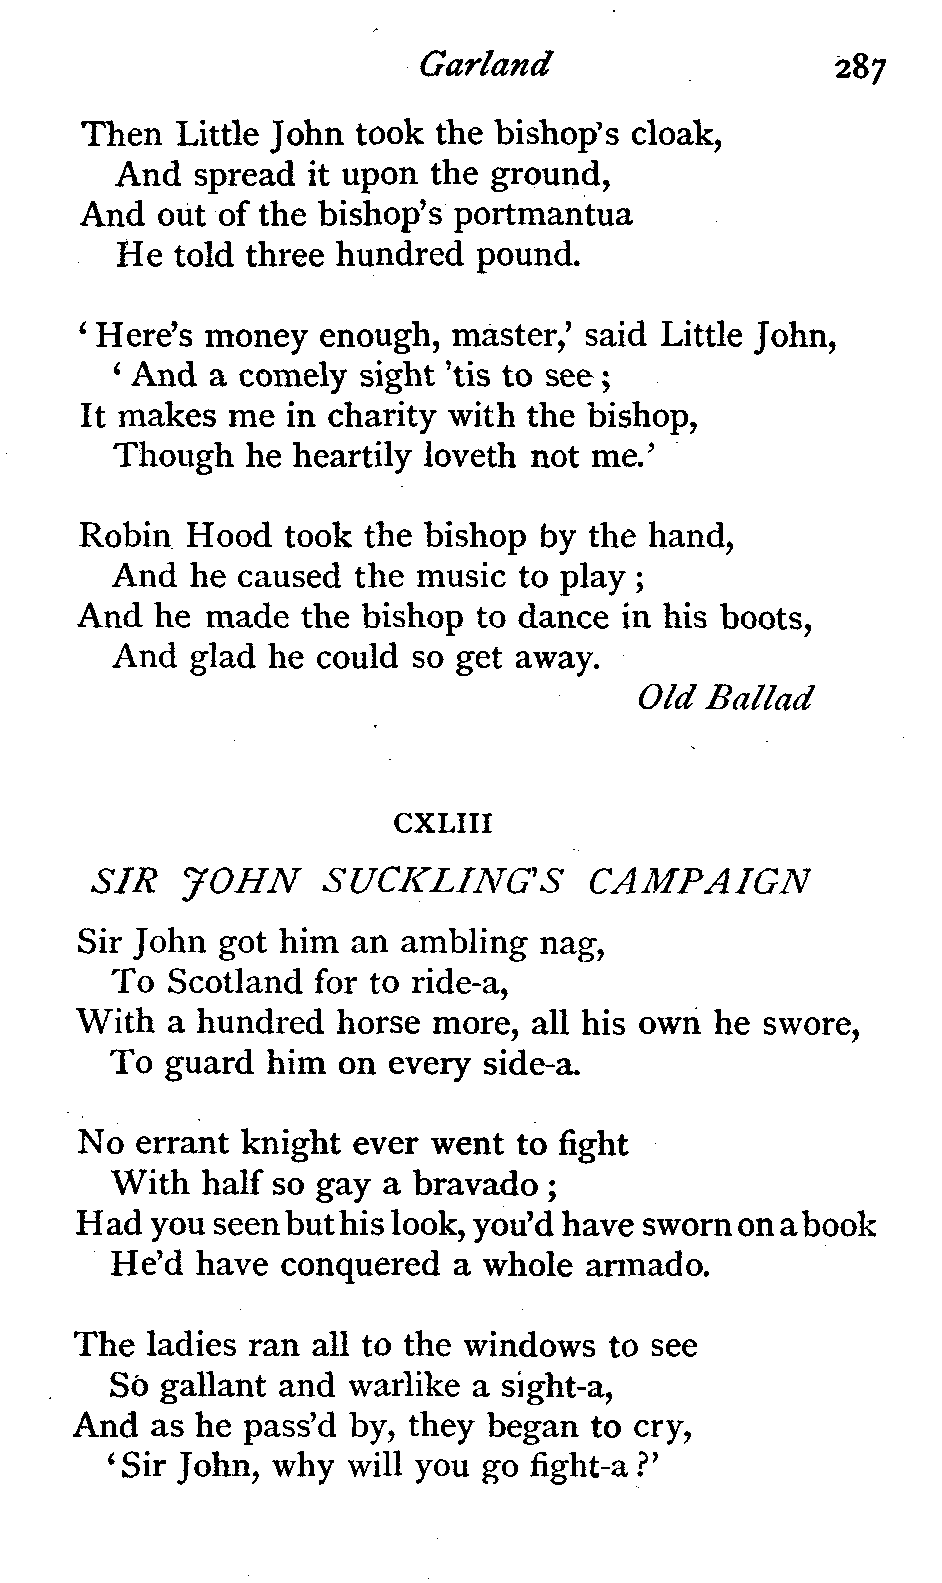 Garland 287
Then Little John took the bishop's cloak,
And spread it upon the ground,
And out of the bishop's portmantua
He told three hundred pound.
‘Here's money enough, master,’ said Little John,
‘And a comely sight 'tis to see;
It makes me in charity with the bishop,
Though he heartily loveth not me.’
Robin Hood took the bishop by the hand,
And he caused the music to play;
And he made the bishop to dance in his boots,
And glad he could so get away.
Old Ballad
CXLIII
SIR JOHN SUCKLING'S CAMPAIGN
Sir John got him an ambling nag,
To Scotland for to ride-a,
With a hundred horse more, all his own he swore,
To guard him on every side-a.
No errant knight ever went to fight
With half so gay a bravado;
Had you seen but his look, you'd have sworn on a book
He'd have conquered a whole armado.
The ladies ran all to the windows to see
So gallant and warlike a sight-a,
And as he pass'd by, they began to cry,
‘Sir John, why will you go fight-a?’